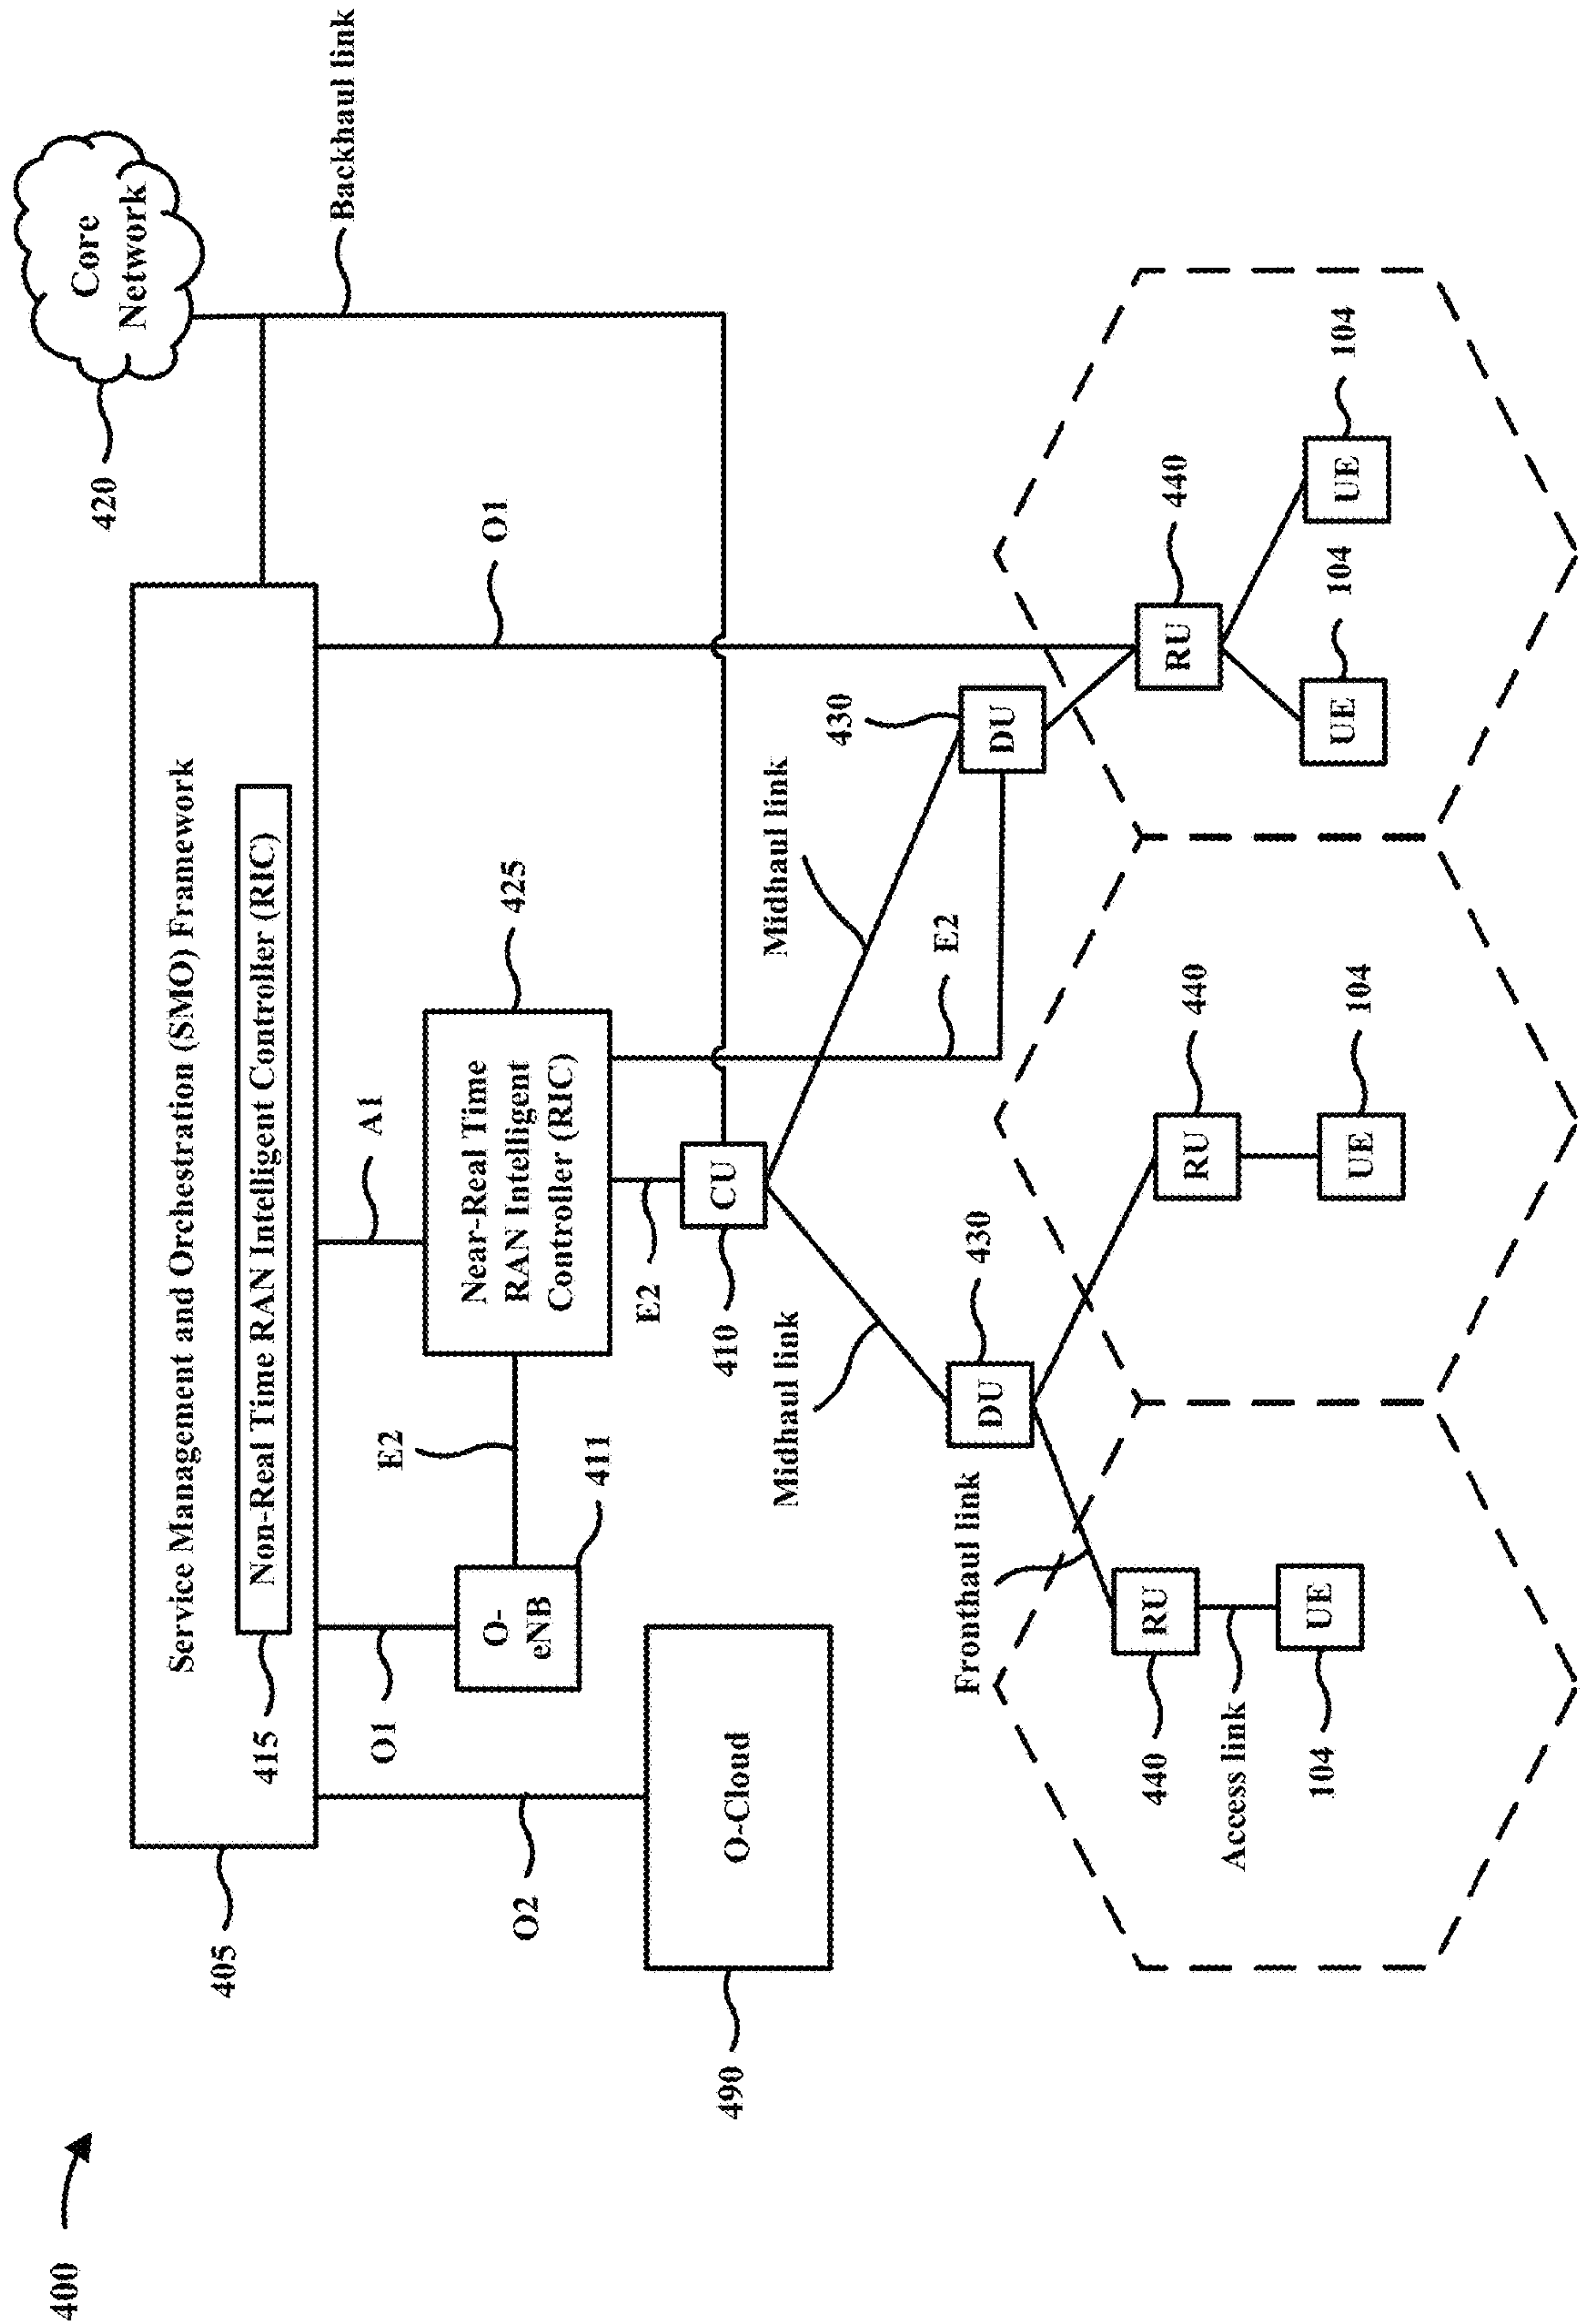 400
Core
Network
420
Backhaul link
405
Service Management and Orchestration (SMO) Framework
415
Non-Real Time RAN Intelligent Controller (RIC)
O1
A1
O1
O2
E2
425
Near-Real Time
RAN Intelligent
Controller (RIC)
O-
eNB
411
E2
490
O-Cloud
410
CU
Midhaul link
Midhaul link
430
E2
430
DU
DU
Fronthaul link
440
RU
440
RU
440
RU
Access link
104
UE
104
UE
104
UE
104
UE